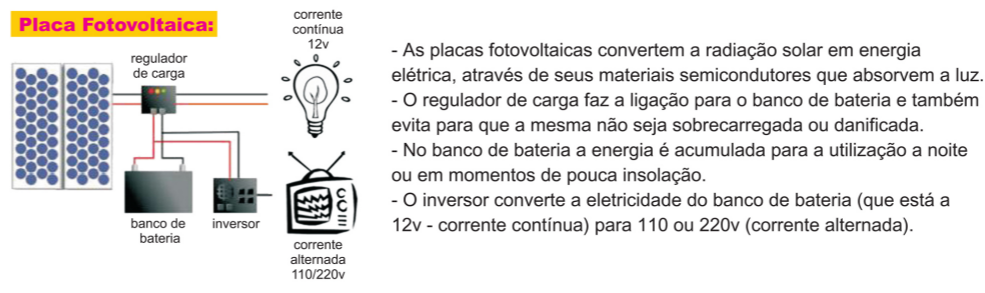 Placa Fotovoltaica:
regulador
de carga
corrente
contínua
12v
banco de
bateria
inversor
corrente
alternada
110/220v
- As placas fotovoltaicas convertem a radiação solar em energia
elétrica, através de seus materiais semicondutores que absorvem a luz.
- O regulador de carga faz a ligação para o banco de bateria e também
evita para que a mesma não seja sobrecarregada ou danificada.
- No banco de bateria a energia é acumulada para a utilização a noite
ou em momentos de pouca insolação.
- O inversor converte a eletricidade do banco de bateria (que está a
12v - corrente contínua) para 110 ou 220v (corrente alternada).